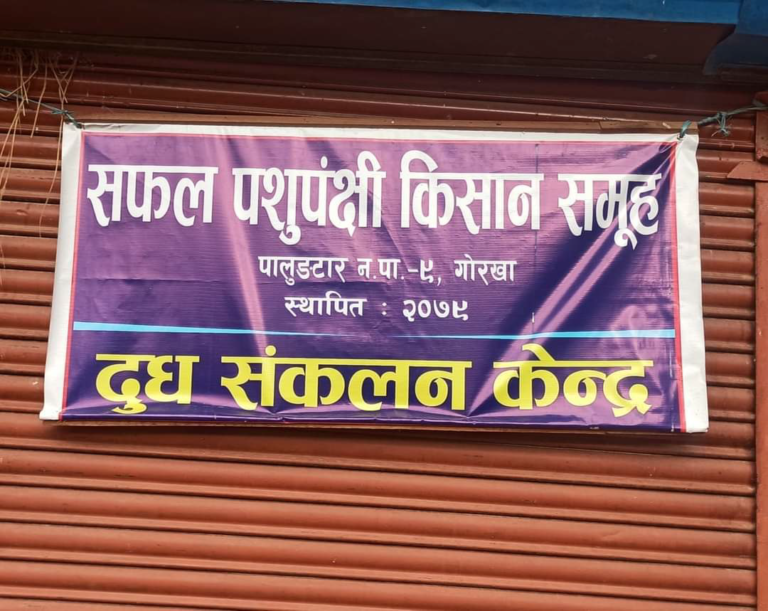 सफल पशुपंक्षी किसान समूह
पालुङटार न.पा.-९, गोरखा
स्थापित : २०७९
दुध संकलन केन्द्र